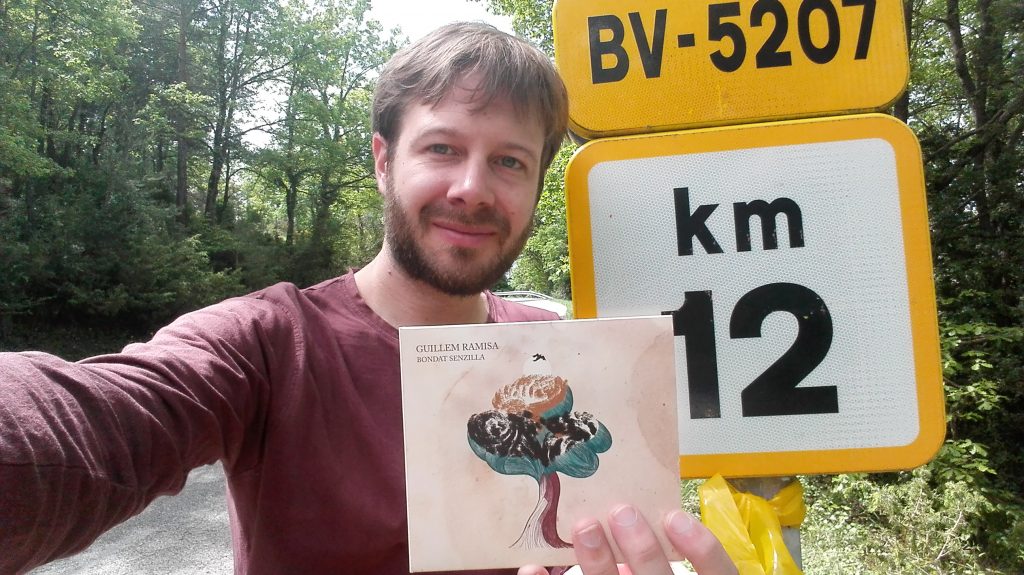 BV-5207
km
12
GUILLEM RAMISA
BONDAT SENZILLA